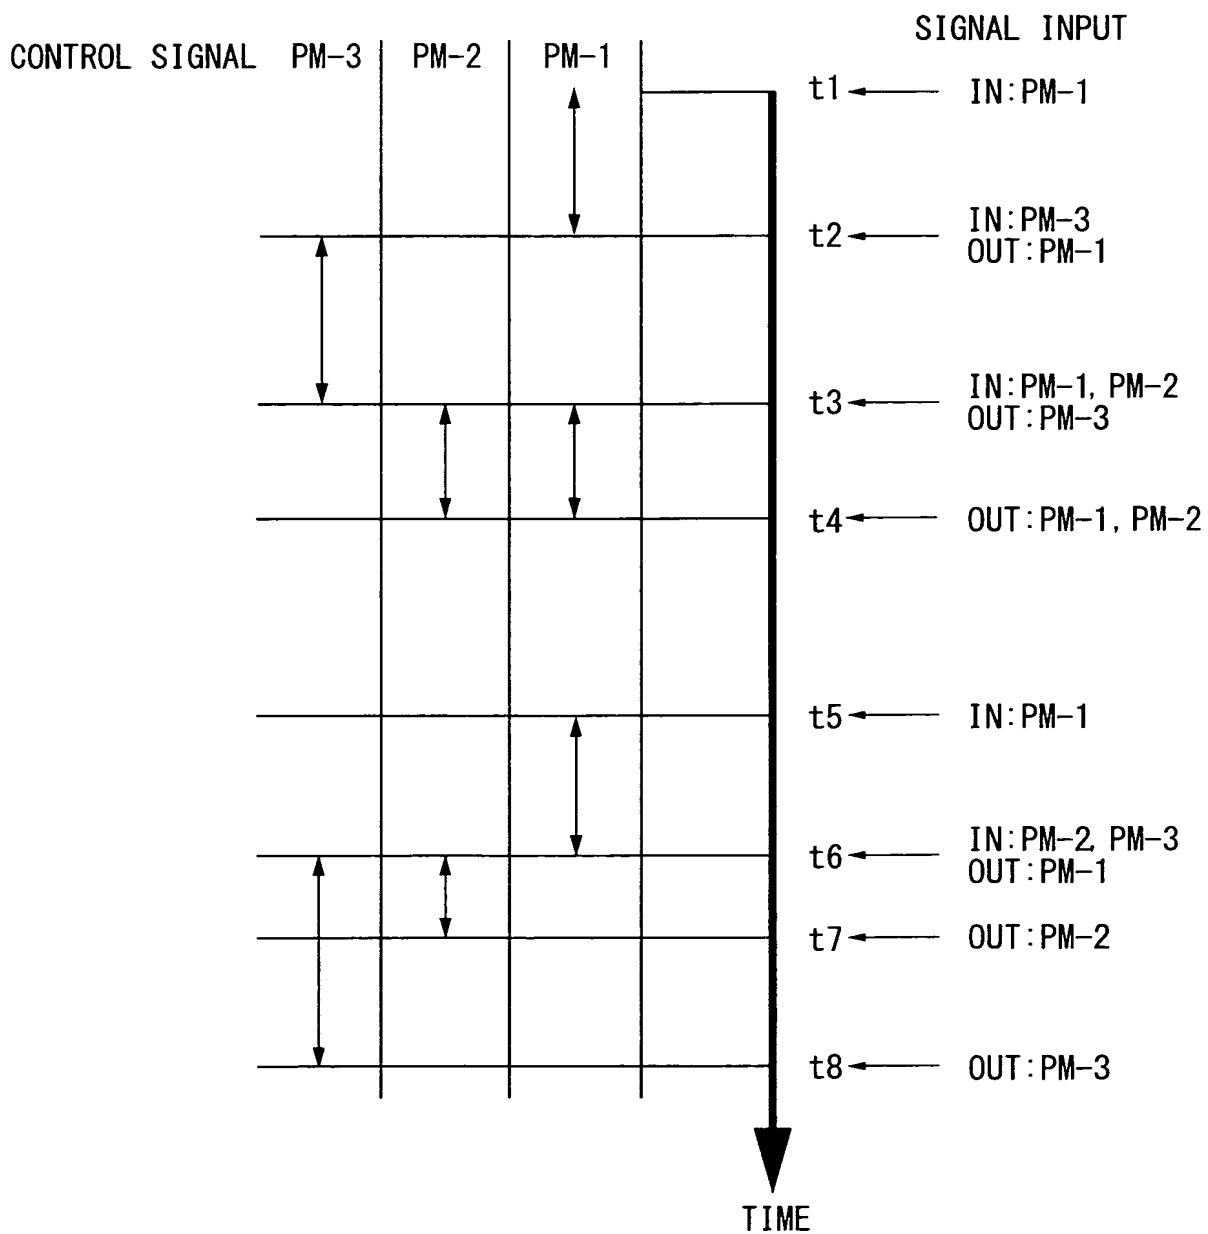 SIGNAL INPUT
CONTROL SIGNAL PM-3 PM-2 PM-1
t1 IN:PM-1
t2 IN:PM-3
OUT:PM-1
t3 IN:PM-1, PM-2
OUT:PM-3
t4 OUT:PM-1, PM-2
t5 IN:PM-1
t6 IN:PM-2, PM-3
OUT:PM-1
t7 OUT:PM-2
t8 OUT:PM-3
TIME